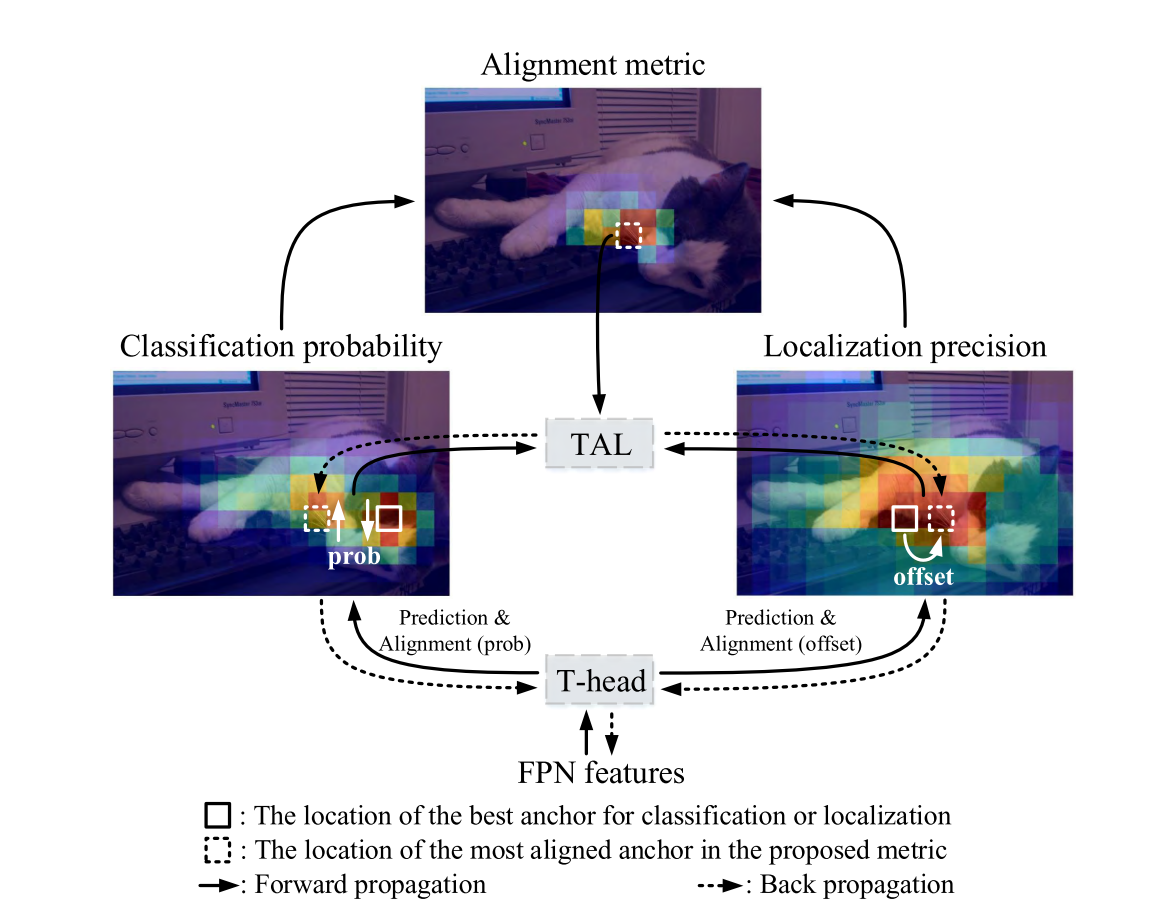 Alignment metric
Classification probability
Localization precision
TAL
prob
offset
Prediction &
Alignment (prob)
Prediction &
Alignment (offset)
T-head
FPN features
: The location of the best anchor for classification or localization
: The location of the most aligned anchor in the proposed metric
: Forward propagation
: Back propagation